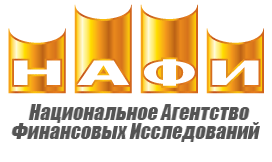 НАФИ
Национальное Агентство
Финансовых Исследований